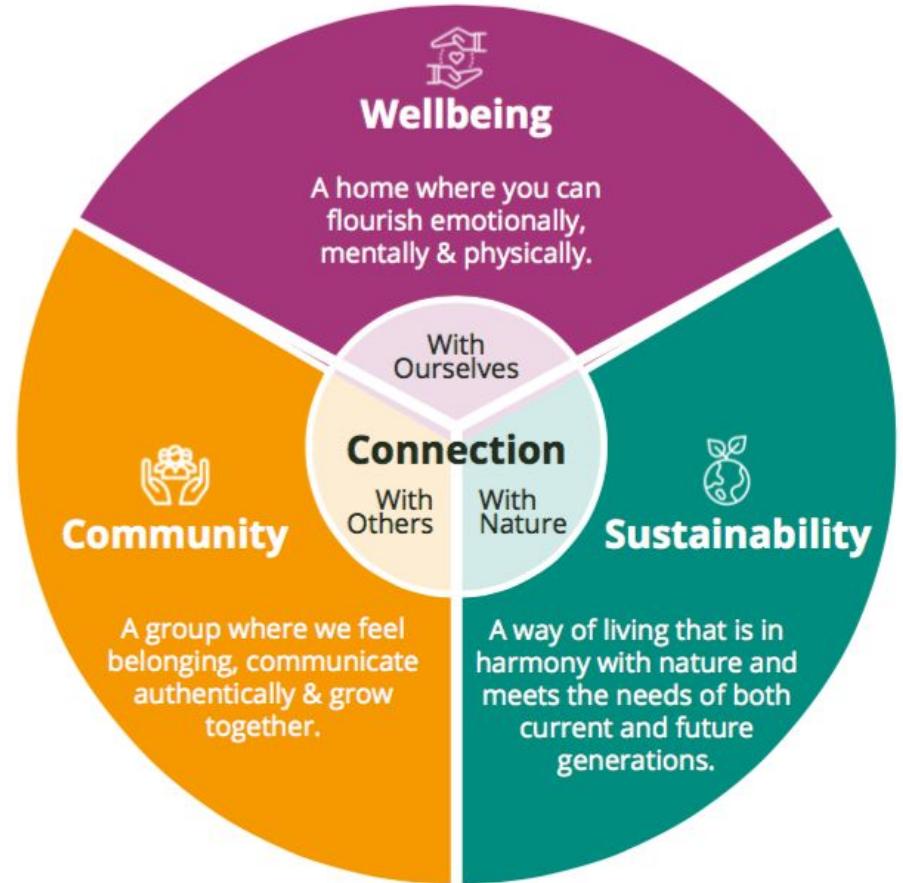 Wellbeing
A home where you can
flourish emotionally,
mentally & physically.
With
Ourselves
Connection
With
Others
With
Nature
Community
A group where we feel
belonging, communicate
authentically & grow
together.
Sustainability
A way of living that is in
harmony with nature and
meets the needs of both
current and future
generations.